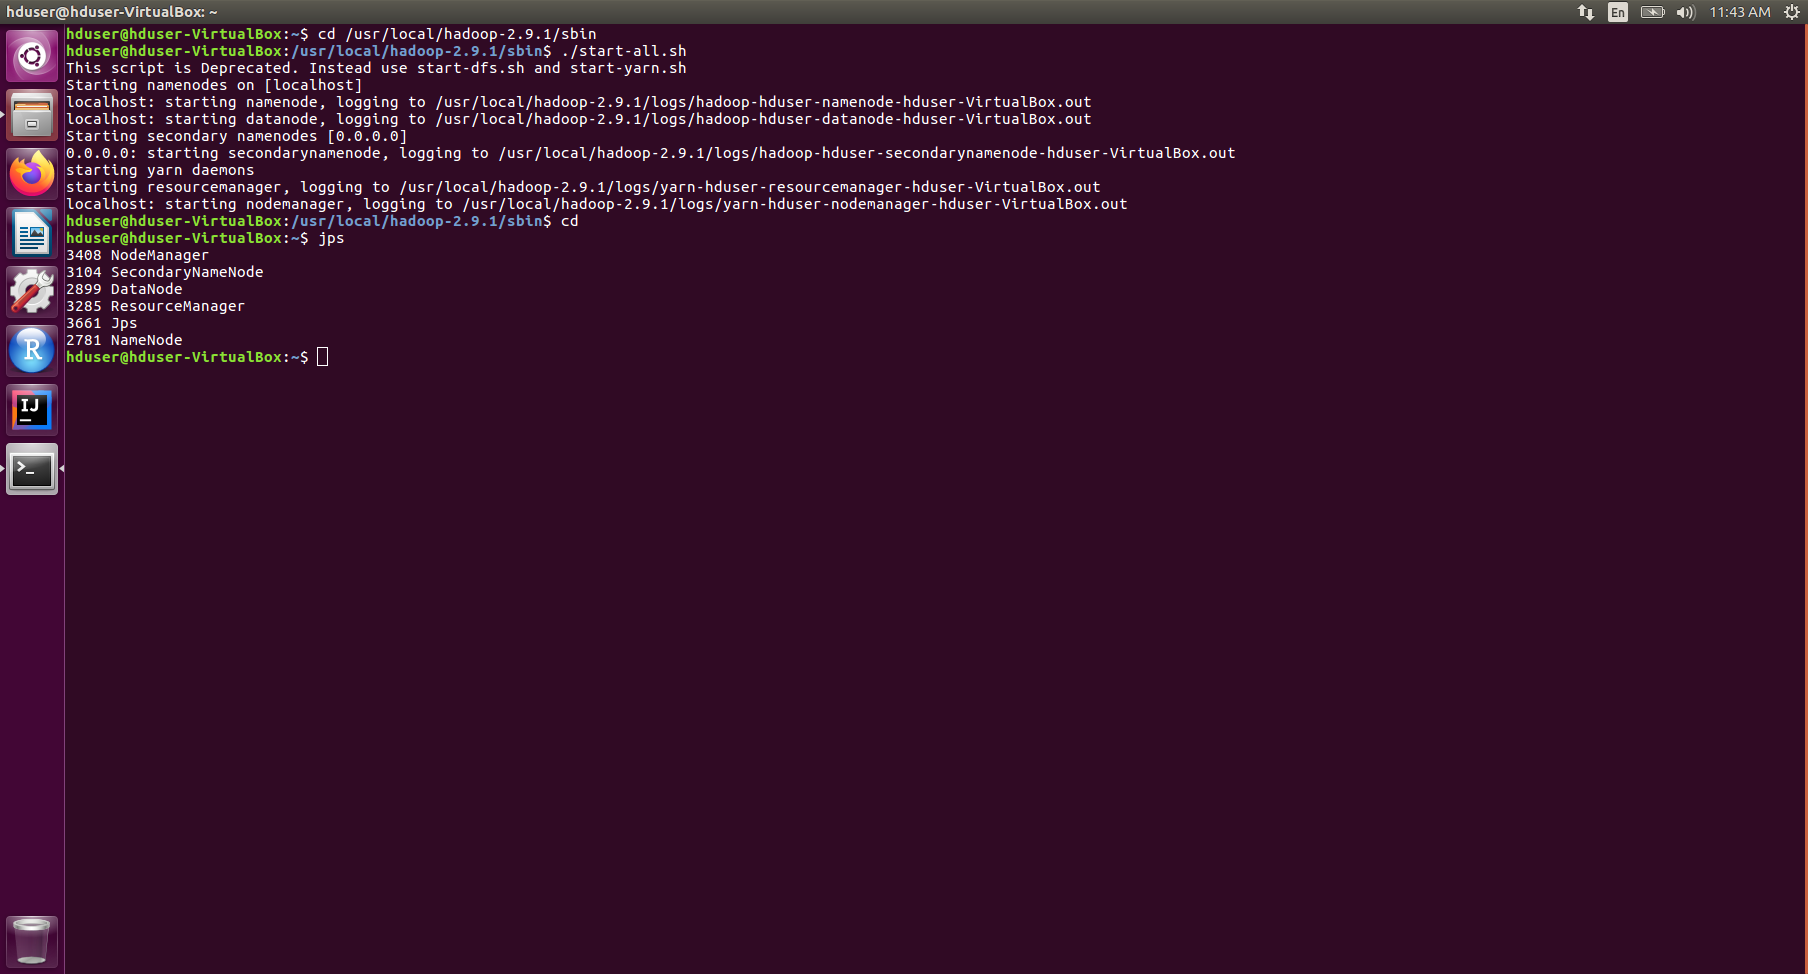 hduser@hduser-VirtualBox: ~
En
11:43 AM
hduser@hduser-VirtualBox:~$ cd /usr/local/hadoop-2.9.1/sbin
hduser@hduser-VirtualBox:/usr/local/hadoop-2.9.1/sbin$ ./start-all.sh
This script is Deprecated. Instead use start-dfs.sh and start-yarn.sh
Starting namenodes on [localhost]
localhost: starting namenode, logging to /usr/local/hadoop-2.9.1/logs/hadoop-hduser-namenode-hduser-VirtualBox.out
localhost: starting datanode, logging to /usr/local/hadoop-2.9.1/logs/hadoop-hduser-datanode-hduser-VirtualBox.out
Starting secondary namenodes [0.0.0.0]
0.0.0.0: starting secondarynamenode, logging to /usr/local/hadoop-2.9.1/logs/hadoop-hduser-secondarynamenode-hduser-VirtualBox.out
starting yarn daemons
starting resourcemanager, logging to /usr/local/hadoop-2.9.1/logs/yarn-hduser-resourcemanager-hduser-VirtualBox.out
localhost: starting nodemanager, logging to /usr/local/hadoop-2.9.1/logs/yarn-hduser-nodemanager-hduser-VirtualBox.out
hduser@hduser-VirtualBox:/usr/local/hadoop-2.9.1/sbin$ cd
hduser@hduser-VirtualBox:~$ jps
3408 NodeManager
3104 SecondaryNameNode
2899 DataNode
3285 ResourceManager
3661 Jps
2781 NameNode
hduser@hduser-VirtualBox:~$
R
IJ
>_